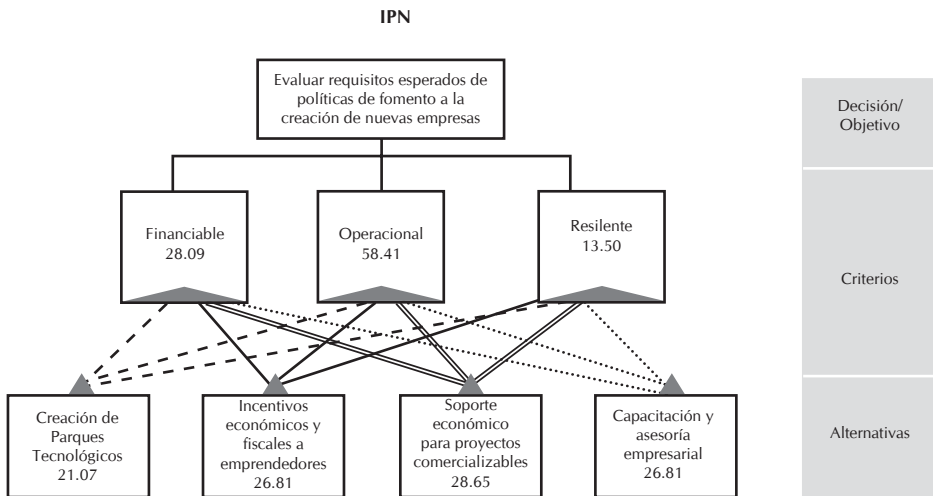 IPN
Evaluar requisitos esperados de
políticas de fomento a la
creación de nuevas empresas
Decisión/
Objetivo
Financiable
28.09
Operacional
58.41
Resilente
13.50
Criterios
Creación de
Parques
Tecnológicos
21.07
Incentivos
económicos y
fiscales a
emprendedores
26.81
Soporte
económico
para proyectos
comercializables
28.65
Capacitación y
asesoría
empresarial
26.81
Alternativas